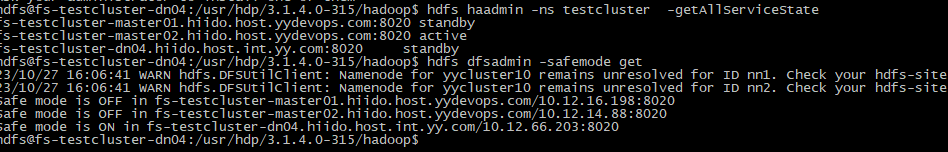 hdfs@fs-testcluster-dn04:/usr/hdp/3.1.4.0-315/hadoop$ hdfs haadmin -ns testcluster  -getAllServiceState
fs-testcluster-master01.hiido.host.yydevops.com:8020 standby
fs-testcluster-master02.hiido.host.yydevops.com:8020 active
fs-testcluster-dn04.hiido.host.int.yy.com:8020     standby
hdfs@fs-testcluster-dn04:/usr/hdp/3.1.4.0-315/hadoop$ hdfs dfsadmin -safemode get
23/10/27 16:06:41 WARN hdfs.DFSUtilClient: Namenode for yycluster10 remains unresolved for ID nn1. Check your hdfs-site
23/10/27 16:06:41 WARN hdfs.DFSUtilClient: Namenode for yycluster10 remains unresolved for ID nn2. Check your hdfs-site
Safe mode is OFF in fs-testcluster-master01.hiido.host.yydevops.com/10.12.16.198:8020
Safe mode is OFF in fs-testcluster-master02.hiido.host.yydevops.com/10.12.14.88:8020
Safe mode is ON in fs-testcluster-dn04.hiido.host.int.yy.com/10.12.66.203:8020
hdfs@fs-testcluster-dn04:/usr/hdp/3.1.4.0-315/hadoop$